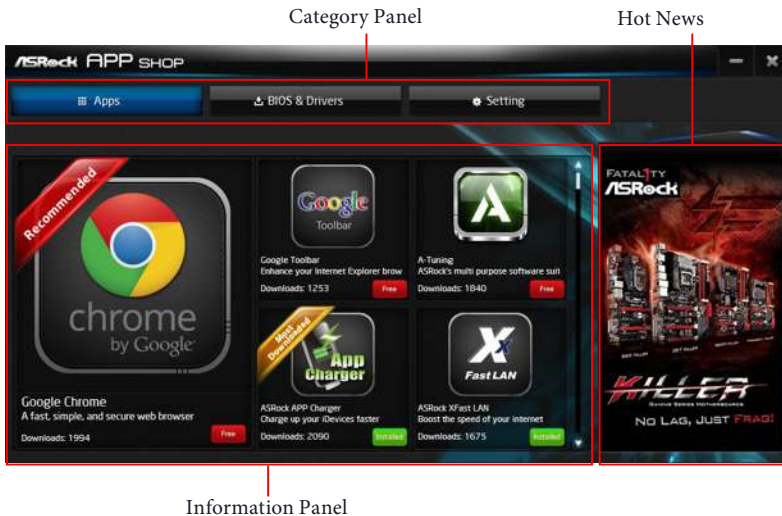 Category Panel
Hot News
ASRock APP SHOP
Apps
BIOS & Drivers
Setting
Recommended
chrome
by Google
Google Chrome
A fast, simple, and secure web browser
Downloads: 1994
Free
Google
Toolbar
Google Toolbar
Enhance your Internet Explorer brow
Downloads: 1253
Free
A-Tuning
ASRock's multi purpose software suit
Downloads: 1840
Free
Most
Downloaded
App
Charger
ASRock APP Charger
Charge up your iDevices faster
Downloads: 2090
Installed
X
Fast LAN
ASRock XFast LAN
Boost the speed of your internet
Downloads: 1675
Installed
FATAL1TY
ASRock
KILLER
GAMING SERIES MOTHERBOARDS
NO LAG, JUST FRAG!
Information Panel